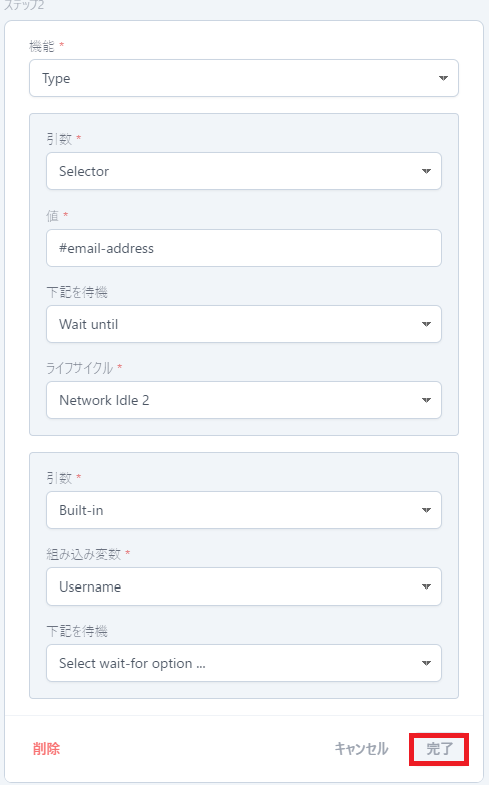 ステップ2
機能 *
Type
引数 *
Selector
値 *
#email-address
下記を待機
Wait until
ライフサイクル *
Network Idle 2
引数 *
Built-in
組み込み変数 *
Username
下記を待機
Select wait-for option ...
削除 キャンセル 完了